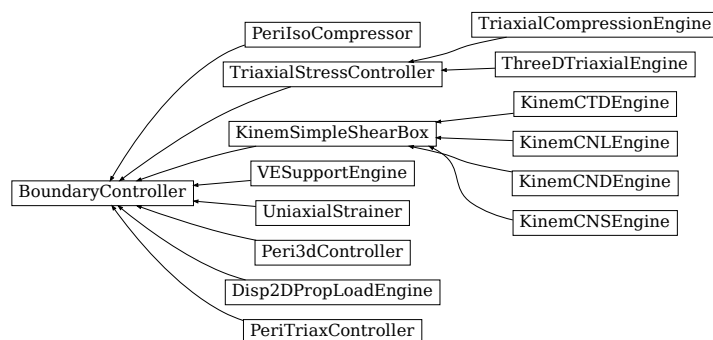 TriaxialCompressionEngine
PeriIsoCompressor
ThreeDTriaxialEngine
TriaxialStressController
KinemCTDEngine
KinemSimpleShearBox
KinemCNLEngine
VESupportEngine
KinemCNDEngine
BoundaryController
UniaxialStrainer
KinemCNSEngine
Peri3dController
Disp2DPropLoadEngine
PeriTriaxController